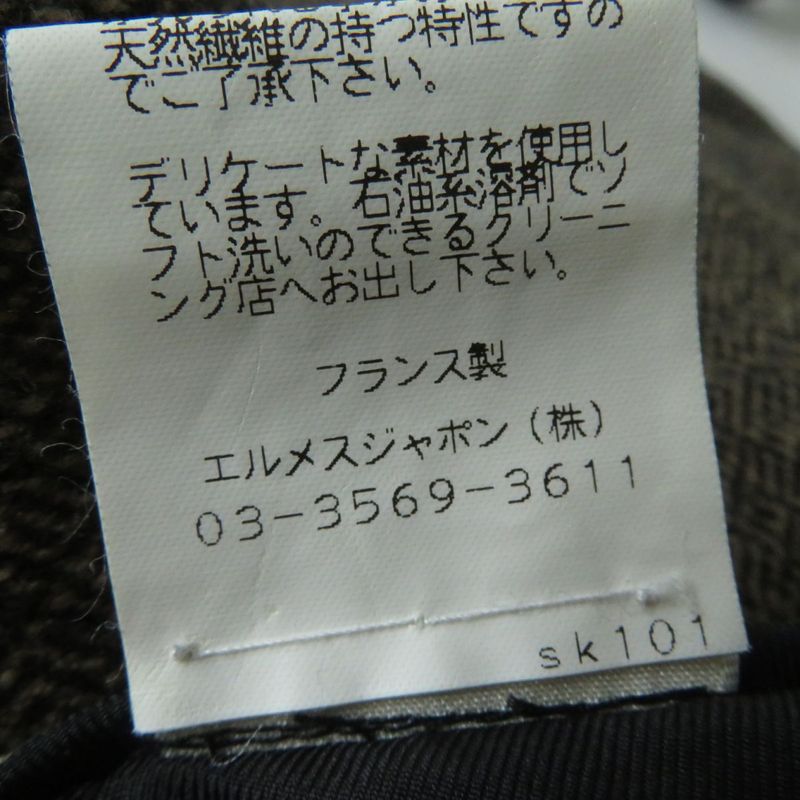 天然繊維の持つ特性ですの
でご了承下さい。
デリケートな素材を使用し
ています。石油系溶剤でソ
フト洗いのできるクリーニ
ング店へお出し下さい。
フランス製
エルメスジャポン(株)
03-3569-3611
sk101